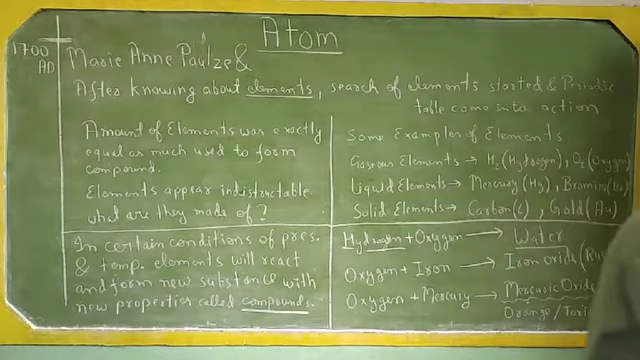 Atom
1700 AD
Marie Anne Paulze &
After knowing about elements, search of elements started & Periodic
table come into action
Amount of Elements was exactly
equal as much used to form
compound.
Elements appear indistructable
what are they made of?
In certain conditions of pres.
& temp. elements will react
and form new substance with
new properties called compounds.
Some Examples of Elements
Gaseous Elements → H2 (Hydrogen), O2 (Oxygen)
Liquid Elements → Mercury (Hg), Bromine
Solid Elements → Carbon (C), Gold (Au)
Hydrogen + Oxygen → Water
Oxygen + Iron → Iron oxide
Oxygen + Mercury → Mercuric Oxide
Orange/